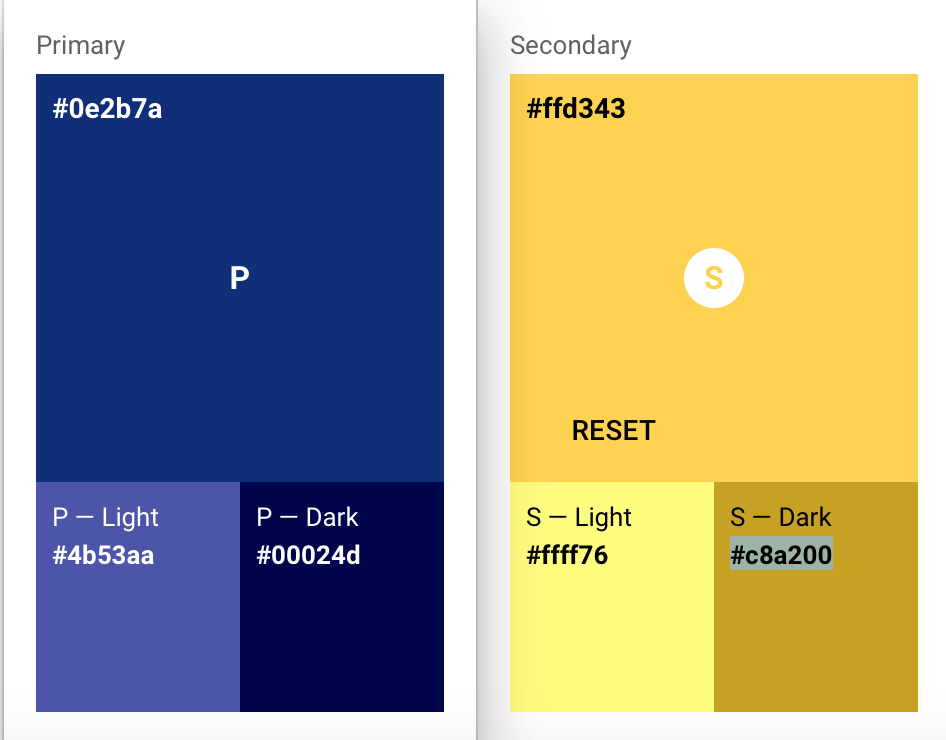 Primary
#0e2b7a
P
P — Light
#4b53aa
P — Dark
#00024d
Secondary
#ffd343
S
RESET
S — Light
#ffff76
S — Dark
#c8a200